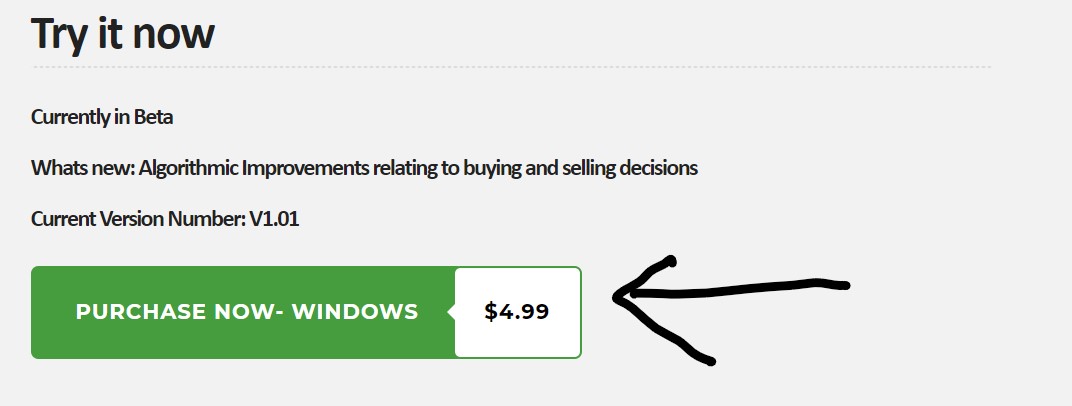 Try it now
Currently in Beta
Whats new: Algorithmic Improvements relating to buying and selling decisions
Current Version Number: V1.01
PURCHASE NOW- WINDOWS $4.99